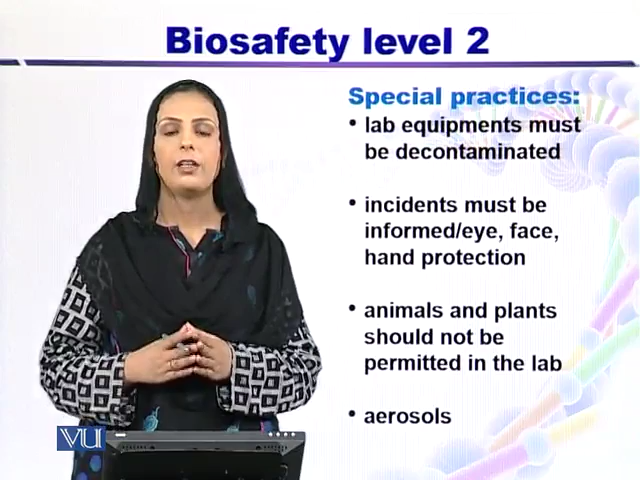 Biosafety level 2
Special practices:
• lab equipments must
be decontaminated
• incidents must be
informed/eye, face,
hand protection
• animals and plants
should not be
permitted in the lab
• aerosols
VU